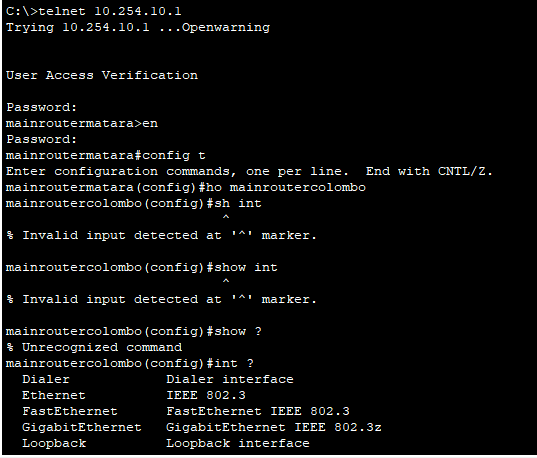 C:\>telnet 10.254.10.1
Trying 10.254.10.1 ...Openwarning
User Access Verification
Password:
mainroutermatara>en
Password:
mainroutermatara#config t
Enter configuration commands, one per line.  End with CNTL/Z.
mainroutermatara(config)#ho mainroutercolombo
mainroutercolombo(config)#sh int
^
% Invalid input detected at '^' marker.
mainroutercolombo(config)#show int
^
% Invalid input detected at '^' marker.
mainroutercolombo(config)#show ?
% Unrecognized command
mainroutercolombo(config)#int ?
Dialer            Dialer interface
Ethernet          IEEE 802.3
FastEthernet      FastEthernet IEEE 802.3
GigabitEthernet   GigabitEthernet IEEE 802.3z
Loopback          Loopback interface